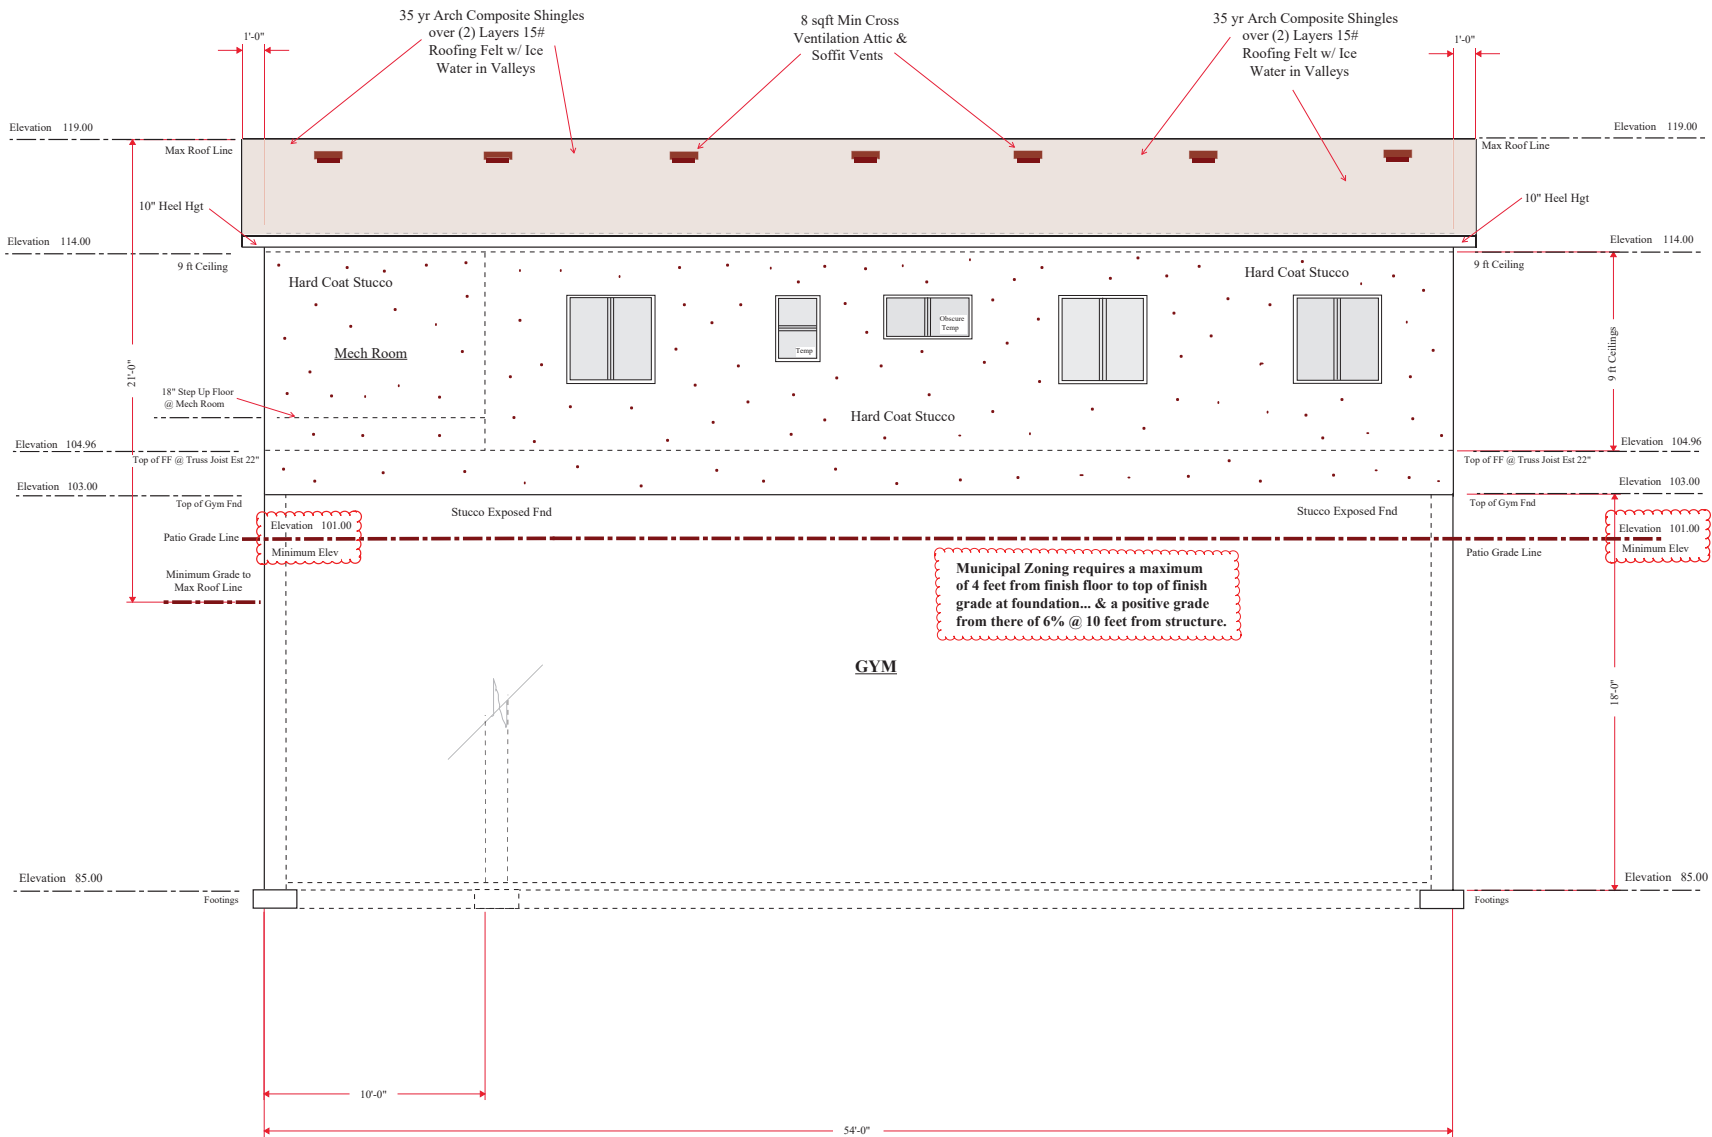 35 yr Arch Composite Shingles
over (2) Layers 15#
Roofing Felt w/ Ice
Water in Valleys
8 sqft Min Cross
Ventilation Attic &
Soffit Vents
35 yr Arch Composite Shingles
over (2) Layers 15#
Roofing Felt w/ Ice
Water in Valleys
1'-0"
1'-0"
Elevation 119.00
Max Roof Line
Elevation 119.00
Max Roof Line
10" Heel Hgt
10" Heel Hgt
Elevation 114.00
9 ft Ceiling
Elevation 114.00
9 ft Ceiling
Hard Coat Stucco
Hard Coat Stucco
Obscure
Temp
Temp
Mech Room
21'-0"
9 ft Ceilings
18" Step Up Floor
@ Mech Room
Hard Coat Stucco
Elevation 104.96
Top of FF @ Truss Joist Est 22"
Elevation 104.96
Top of FF @ Truss Joist Est 22"
Elevation 103.00
Top of Gym Fnd
Elevation 103.00
Top of Gym Fnd
Stucco Exposed Fnd
Stucco Exposed Fnd
Elevation 101.00
Minimum Elev
Patio Grade Line
Elevation 101.00
Minimum Elev
Patio Grade Line
Minimum Grade to
Max Roof Line
Municipal Zoning requires a maximum
of 4 feet from finish floor to top of finish
grade at foundation... & a positive grade
from there of 6% @ 10 feet from structure.
GYM
18'-0"
Elevation 85.00
Footings
Elevation 85.00
Footings
10'-0"
54'-0"